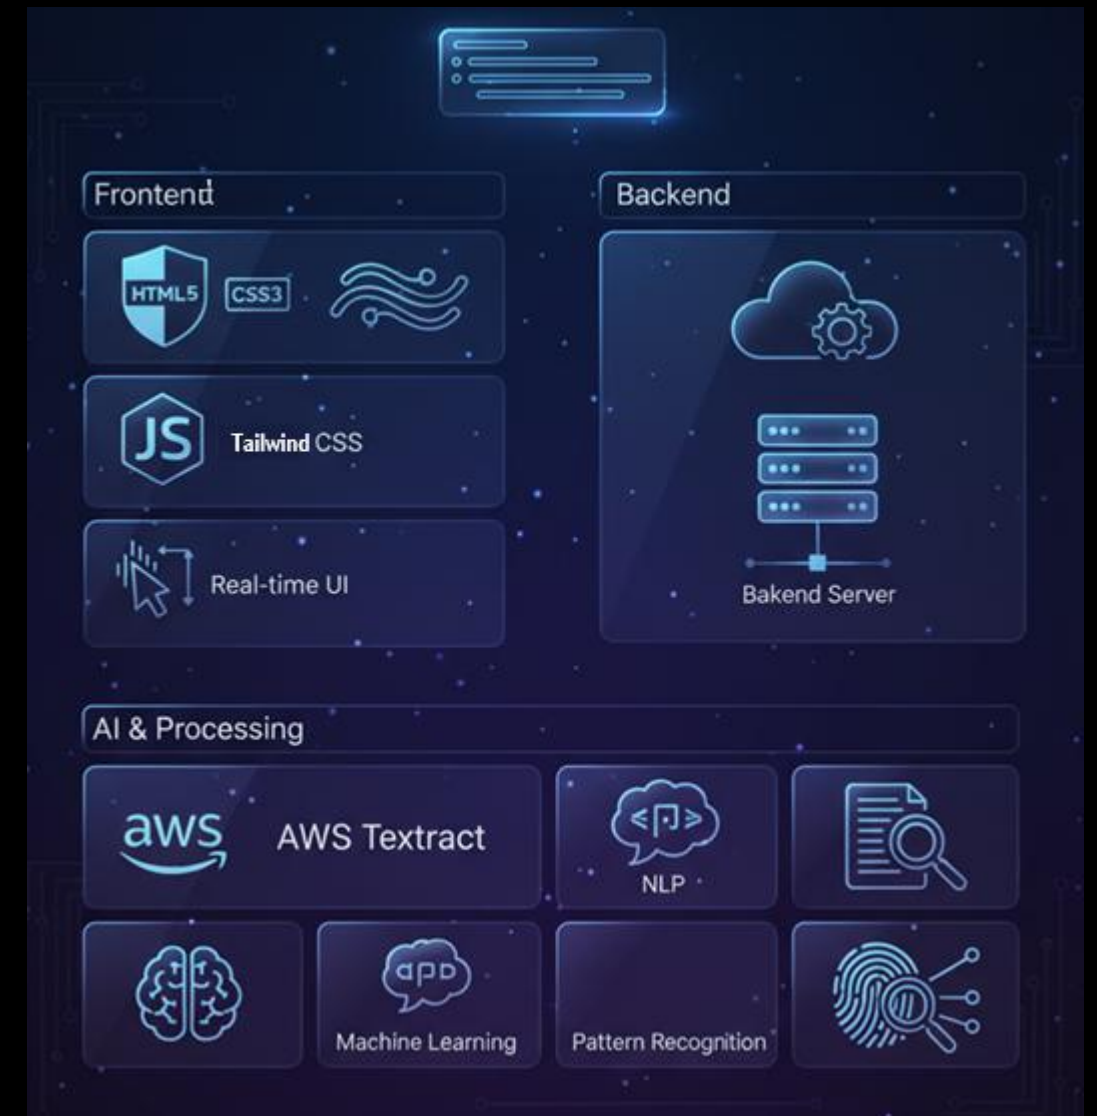 Frontend
Backend
HTML5
CSS3
JS
Tailwind CSS
Real-time UI
Bakend Server
AI & Processing
aws
AWS Textract
NLP
Machine Learning
Pattern Recognition